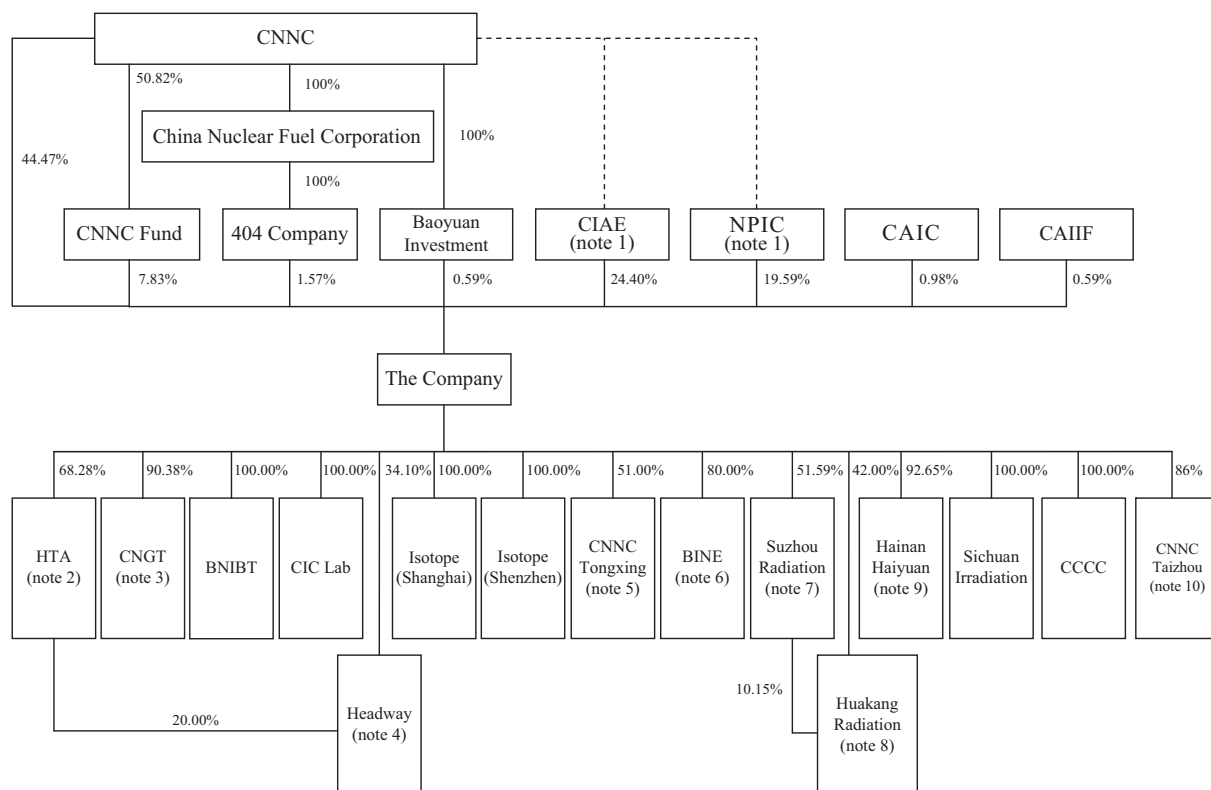 CNNC
50.82%
100%
China Nuclear Fuel Corporation
100%
44.47%
100%
CNNC Fund
404 Company
Baoyuan
Investment
CIAE
(note 1)
NPIC
(note 1)
CAIC
CAIIF
7.83%
1.57%
0.59%
24.40%
19.59%
0.98%
0.59%
The Company
68.28%
90.38%
100.00%
100.00%
34.10%
100.00%
100.00%
51.00%
80.00%
51.59%
42.00%
92.65%
100.00%
100.00%
86%
HTA
(note 2)
CNGT
(note 3)
BNIBT
CIC Lab
Isotope
(Shanghai)
Isotope
(Shenzhen)
CNNC
Tongxing
(note 5)
BINE
(note 6)
Suzhou
Radiation
(note 7)
Hainan
Haiyuan
(note 9)
Sichuan
Irradiation
CCCC
CNNC
Taizhou
(note 10)
20.00%
Headway
(note 4)
10.15%
Huakang
Radiation
(note 8)